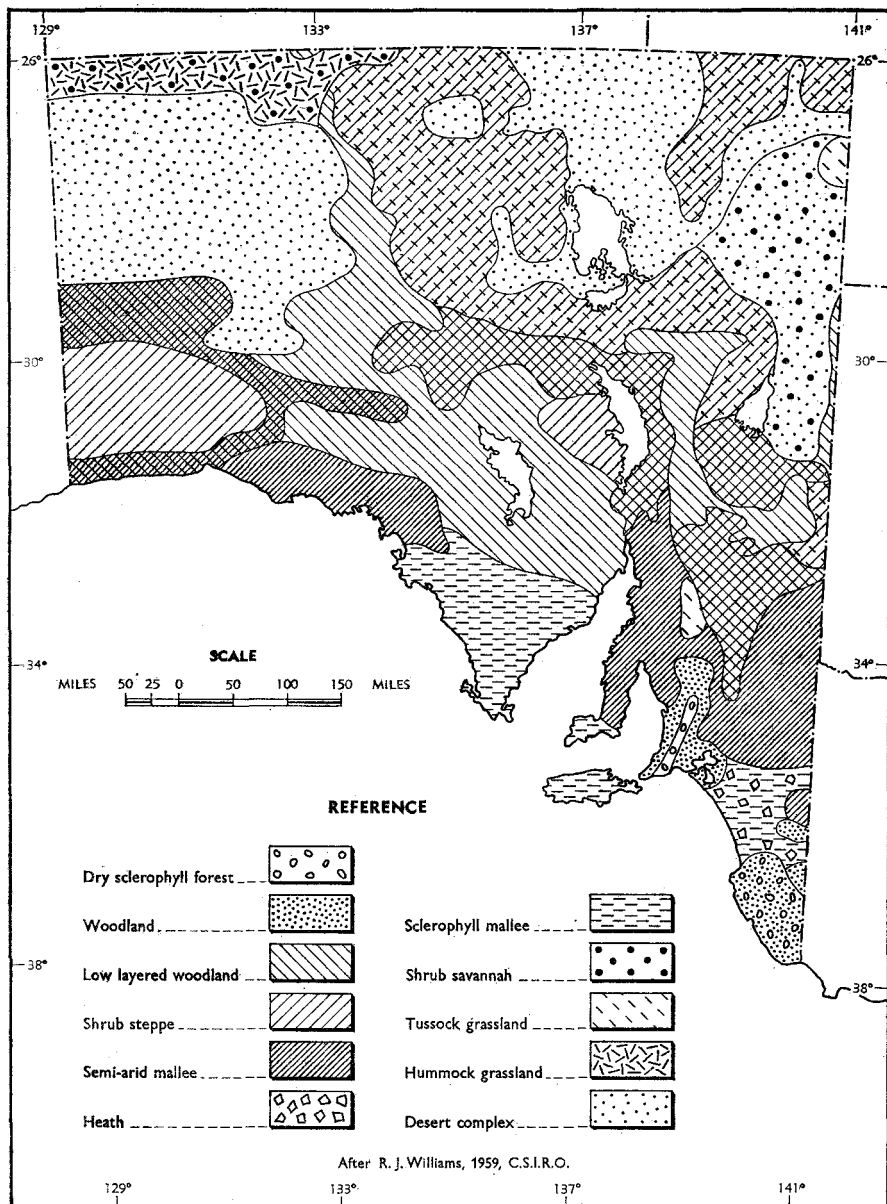 129° 133° 137° 141°
26° 26°
30° 30°
34° 34°
SCALE
MILES 50 25 0 50 100 150 MILES
REFERENCE
Dry sclerophyll forest
Woodland
Low layered woodland
Shrub steppe
Semi-arid mallee
Heath
Sclerophyll mallee
Shrub savannah
Tussock grassland
Hummock grassland
Desert complex
38° 38°
After R. J. Williams, 1959, C.S.I.R.O.
129° 133° 137° 141°